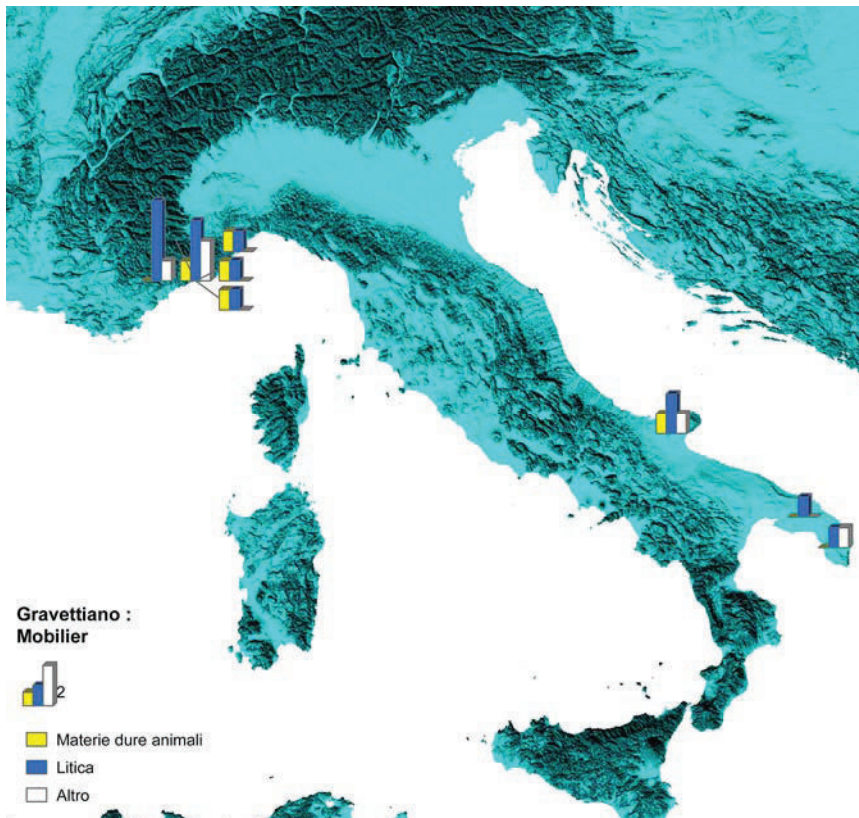 Gravettiano :
Mobilier
2
Materie dure animali
Litica
Altro